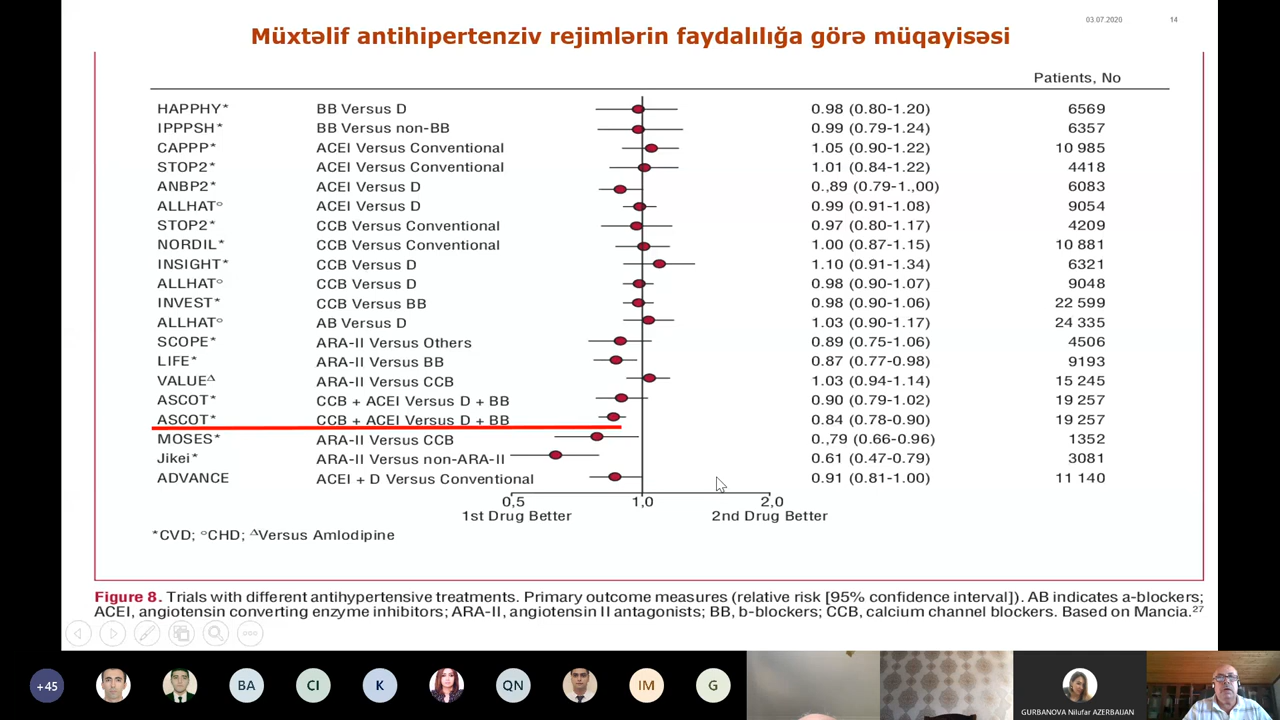 03.07.2020 14
Müxtəlif antihipertenziv rejimlərin faydalılığa görə müqayisəsi
Patients, No
HAPPHY* BB Versus D 0.98 (0.80-1.20) 6569
IPPPSH* BB Versus non-BB 0.99 (0.79-1.24) 6357
CAPPP* ACEI Versus Conventional 1.05 (0.90-1.22) 10 985
STOP2* ACEI Versus Conventional 1.01 (0.84-1.22) 4418
ANBP2* ACEI Versus D 0.,89 (0.79-1.,00) 6083
ALLHAT° ACEI Versus D 0.99 (0.91-1.08) 9054
STOP2* CCB Versus Conventional 0.97 (0.80-1.17) 4209
NORDIL* CCB Versus Conventional 1.00 (0.87-1.15) 10 881
INSIGHT* CCB Versus D 1.10 (0.91-1.34) 6321
ALLHAT° CCB Versus D 0.98 (0.90-1.07) 9048
INVEST* CCB Versus BB 0.98 (0.90-1.06) 22 599
ALLHAT° AB Versus D 1.03 (0.90-1.17) 24 335
SCOPE* ARA-II Versus Others 0.89 (0.75-1.06) 4506
LIFE* ARA-II Versus BB 0.87 (0.77-0.98) 9193
VALUEΔ ARA-II Versus CCB 1.03 (0.94-1.14) 15 245
ASCOT* CCB + ACEI Versus D + BB 0.90 (0.79-1.02) 19 257
ASCOT* CCB + ACEI Versus D + BB 0.84 (0.78-0.90) 19 257
MOSES* ARA-II Versus CCB 0.,79 (0.66-0.96) 1352
Jikei* ARA-II Versus non-ARA-II 0.61 (0.47-0.79) 3081
ADVANCE ACEI + D Versus Conventional 0.91 (0.81-1.00) 11 140
0,5 1,0 2,0
1st Drug Better 2nd Drug Better
*CVD; °CHD; ΔVersus Amlodipine
Figure 8. Trials with different antihypertensive treatments. Primary outcome measures (relative risk [95% confidence interval]). AB indicates a-blockers;
ACEI, angiotensin converting enzyme inhibitors; ARA-II, angiotensin II antagonists; BB, b-blockers; CCB, calcium channel blockers. Based on Mancia.27
+45 BA CI K QN IM G
GURBANOVA Nilufar AZERBAIJAN